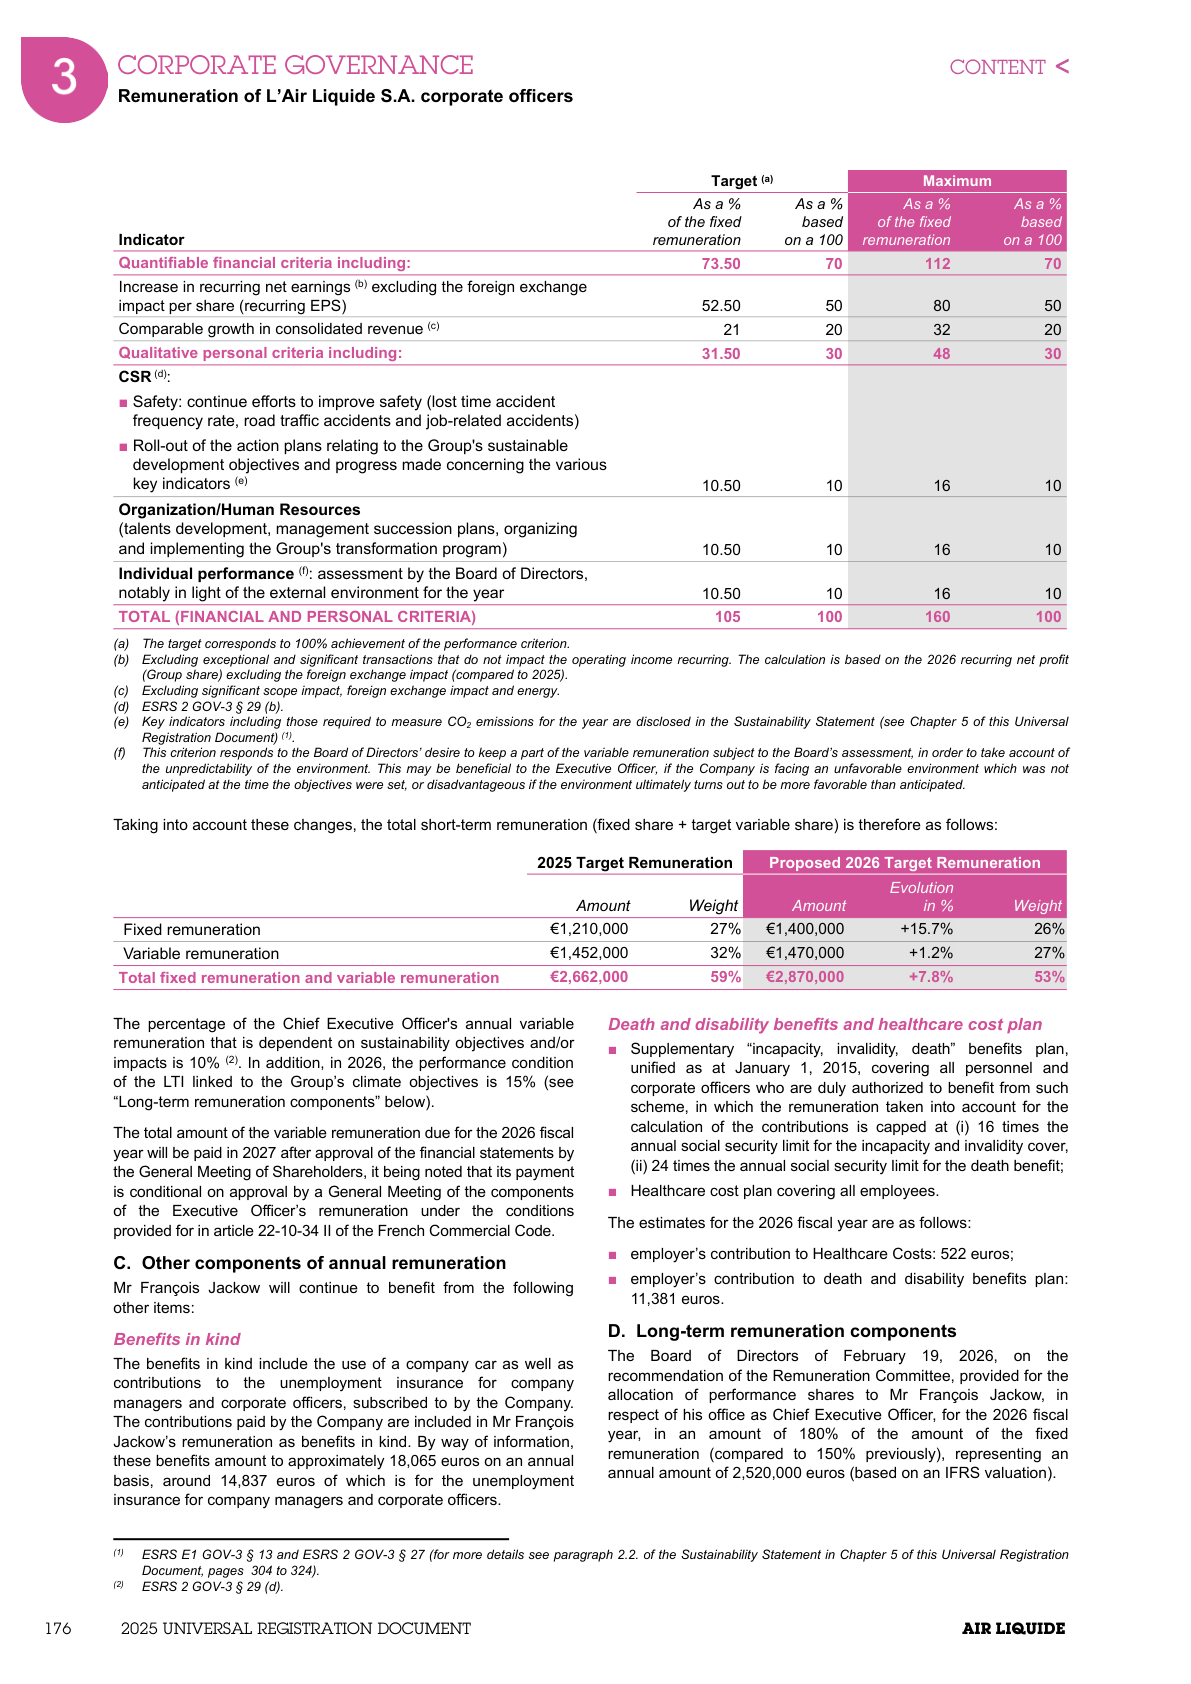 3
CORPORATE GOVERNANCE
CONTENT <
Remuneration of L’Air Liquide S.A. corporate officers
Target (a) Maximum
Indicator As a % of the fixed remuneration As a % based on a 100 As a % of the fixed remuneration As a % based on a 100
Quantifiable financial criteria including: 73.50 70 112 70
Increase in recurring net earnings (b) excluding the foreign exchange
impact per share (recurring EPS) 52.50 50 80 50
Comparable growth in consolidated revenue (c) 21 20 32 20
Qualitative personal criteria including: 31.50 30 48 30
CSR (d):
■ Safety: continue efforts to improve safety (lost time accident
frequency rate, road traffic accidents and job-related accidents)
■ Roll-out of the action plans relating to the Group's sustainable
development objectives and progress made concerning the various
key indicators (e) 10.50 10 16 10
Organization/Human Resources
(talents development, management succession plans, organizing
and implementing the Group's transformation program) 10.50 10 16 10
Individual performance (f): assessment by the Board of Directors,
notably in light of the external environment for the year 10.50 10 16 10
TOTAL (FINANCIAL AND PERSONAL CRITERIA) 105 100 160 100
(a) The target corresponds to 100% achievement of the performance criterion.
(b) Excluding exceptional and significant transactions that do not impact the operating income recurring. The calculation is based on the 2026 recurring net profit
(Group share) excluding the foreign exchange impact (compared to 2025).
(c) Excluding significant scope impact, foreign exchange impact and energy.
(d) ESRS 2 GOV-3 § 29 (b).
(e) Key indicators including those required to measure CO2 emissions for the year are disclosed in the Sustainability Statement (see Chapter 5 of this Universal
Registration Document) (1).
(f) This criterion responds to the Board of Directors’ desire to keep a part of the variable remuneration subject to the Board’s assessment, in order to take account of
the unpredictability of the environment. This may be beneficial to the Executive Officer, if the Company is facing an unfavorable environment which was not
anticipated at the time the objectives were set, or disadvantageous if the environment ultimately turns out to be more favorable than anticipated.
Taking into account these changes, the total short-term remuneration (fixed share + target variable share) is therefore as follows:
2025 Target Remuneration Proposed 2026 Target Remuneration
Amount Weight Amount Evolution in % Weight
Fixed remuneration €1,210,000 27% €1,400,000 +15.7% 26%
Variable remuneration €1,452,000 32% €1,470,000 +1.2% 27%
Total fixed remuneration and variable remuneration €2,662,000 59% €2,870,000 +7.8% 53%
The percentage of the Chief Executive Officer's annual variable
remuneration that is dependent on sustainability objectives and/or
impacts is 10% (2). In addition, in 2026, the performance condition
of the LTI linked to the Group’s climate objectives is 15% (see
“Long-term remuneration components” below).
The total amount of the variable remuneration due for the 2026 fiscal
year will be paid in 2027 after approval of the financial statements by
the General Meeting of Shareholders, it being noted that its payment
is conditional on approval by a General Meeting of the components
of the Executive Officer’s remuneration under the conditions
provided for in article 22-10-34 II of the French Commercial Code.
C. Other components of annual remuneration
Mr François Jackow will continue to benefit from the following
other items:
Benefits in kind
The benefits in kind include the use of a company car as well as
contributions to the unemployment insurance for company
managers and corporate officers, subscribed to by the Company.
The contributions paid by the Company are included in Mr François
Jackow’s remuneration as benefits in kind. By way of information,
these benefits amount to approximately 18,065 euros on an annual
basis, around 14,837 euros of which is for the unemployment
insurance for company managers and corporate officers.
Death and disability benefits and healthcare cost plan
■ Supplementary “incapacity, invalidity, death” benefits plan,
unified as at January 1, 2015, covering all personnel and
corporate officers who are duly authorized to benefit from such
scheme, in which the remuneration taken into account for the
calculation of the contributions is capped at (i) 16 times the
annual social security limit for the incapacity and invalidity cover,
(ii) 24 times the annual social security limit for the death benefit;
■ Healthcare cost plan covering all employees.
The estimates for the 2026 fiscal year are as follows:
■ employer’s contribution to Healthcare Costs: 522 euros;
■ employer’s contribution to death and disability benefits plan:
11,381 euros.
D. Long-term remuneration components
The Board of Directors of February 19, 2026, on the
recommendation of the Remuneration Committee, provided for the
allocation of performance shares to Mr François Jackow, in
respect of his office as Chief Executive Officer, for the 2026 fiscal
year, in an amount of 180% of the amount of the fixed
remuneration (compared to 150% previously), representing an
annual amount of 2,520,000 euros (based on an IFRS valuation).
(1) ESRS E1 GOV-3 § 13 and ESRS 2 GOV-3 § 27 (for more details see paragraph 2.2. of the Sustainability Statement in Chapter 5 of this Universal Registration
Document, pages 304 to 324).
(2) ESRS 2 GOV-3 § 29 (d).
176 2025 UNIVERSAL REGISTRATION DOCUMENT AIR LIQUIDE